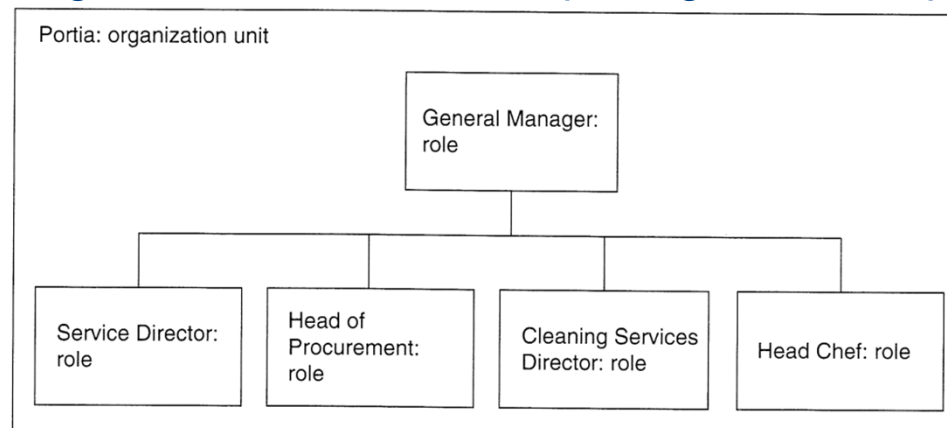 Portia: organization unit
General Manager:
role
Service Director:
role
Head of
Procurement:
role
Cleaning Services
Director: role
Head Chef: role